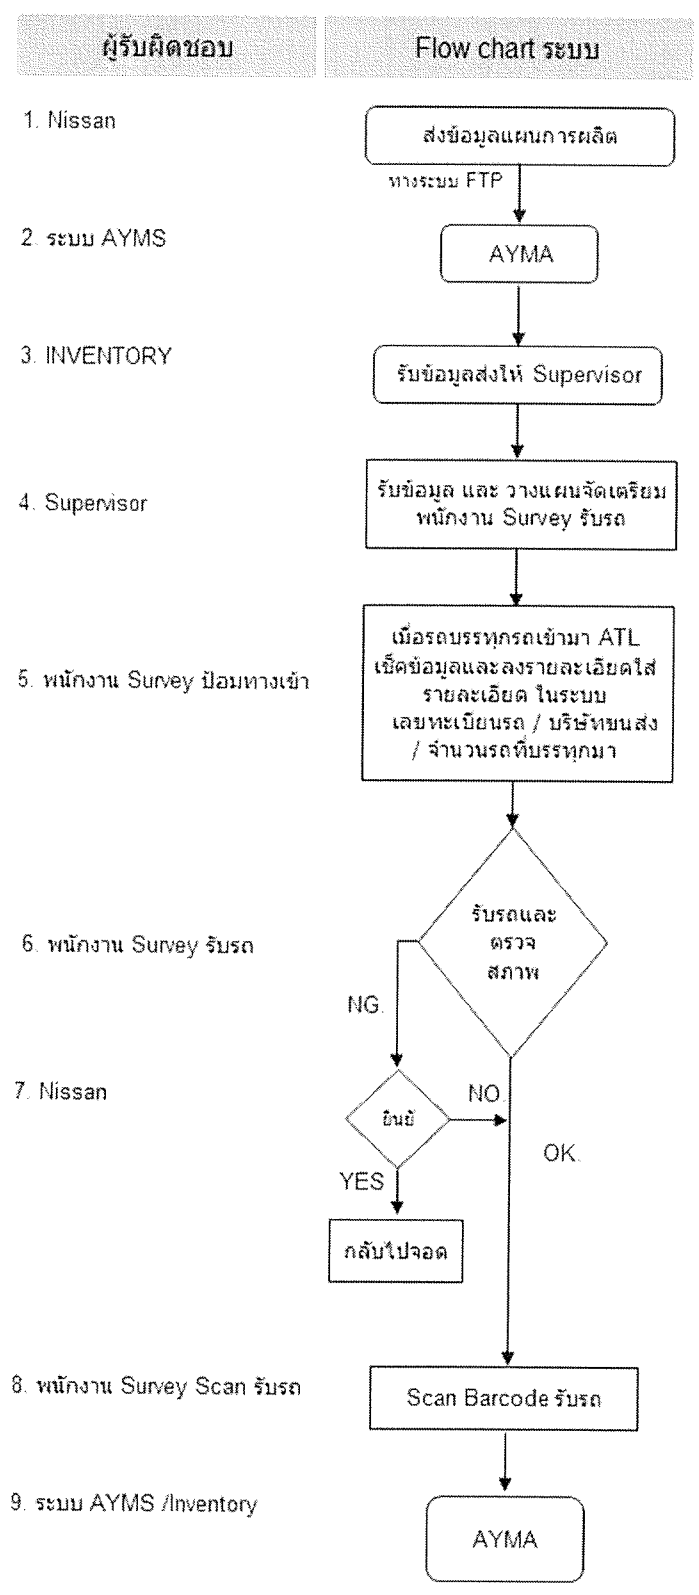 ผู้รับผิดชอบ
Flow chart ระบบ
1. Nissan
ส่งข้อมูลแผนการผลิต
ทางระบบ FTP
2. ระบบ AYMS
AYMA
3. INVENTORY
รับข้อมูลส่งให้ Supervisor
4. Supervisor
รับข้อมูล และ วางแผนจัดเตรียม
พนักงาน Survey รับรถ
5. พนักงาน Survey ป้อมทางเข้า
เมื่อรถบรรทุกรถเข้ามา ATL
เช็คข้อมูลและลงรายละเอียดใส่
รายละเอียด ในระบบ
เลขทะเบียนรถ / บริษัทขนส่ง
/ จำนวนรถที่บรรทุกมา
6. พนักงาน Survey รับรถ
รับรถและ
ตรวจ
สภาพ
NG.
7. Nissan
ยินยั
NO.
OK.
YES
กลับไปจอด
8. พนักงาน Survey Scan รับรถ
Scan Barcode รับรถ
9. ระบบ AYMS /Inventory
AYMA